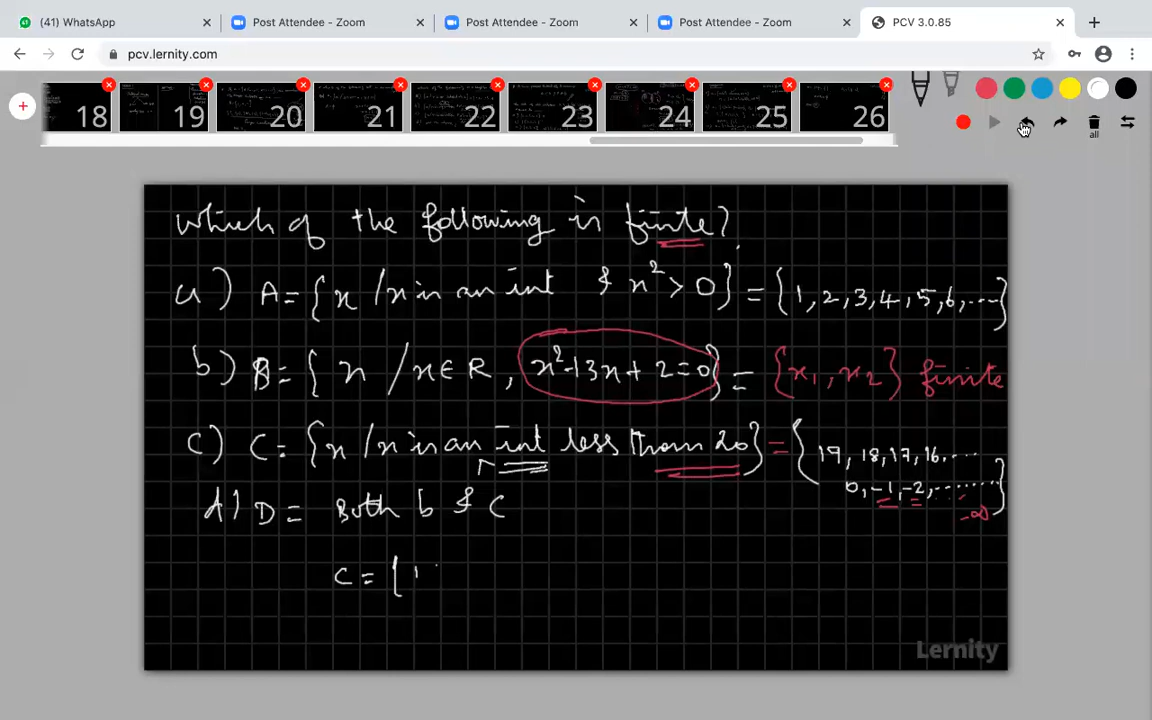 (41) WhatsApp
Post Attendee - Zoom
Post Attendee - Zoom
Post Attendee - Zoom
PCV 3.0.85
pcv.lernity.com
18 19 20 21 22 23 24 25 26
all
Which of the following is finite?
a) A = {x / x is an int & x² > 0} = {1, 2, 3, 4, 5, 6, ...}
b) B = {x / x ∈ R, x² + 3x + 2 = 0} = {x1, x2} finite
c) C = {x / x is an int less than 20} = {19, 18, 17, 16, ....
0, -1, -2, ........ -∞}
d) D = Both b & C
C = {1
Lernity